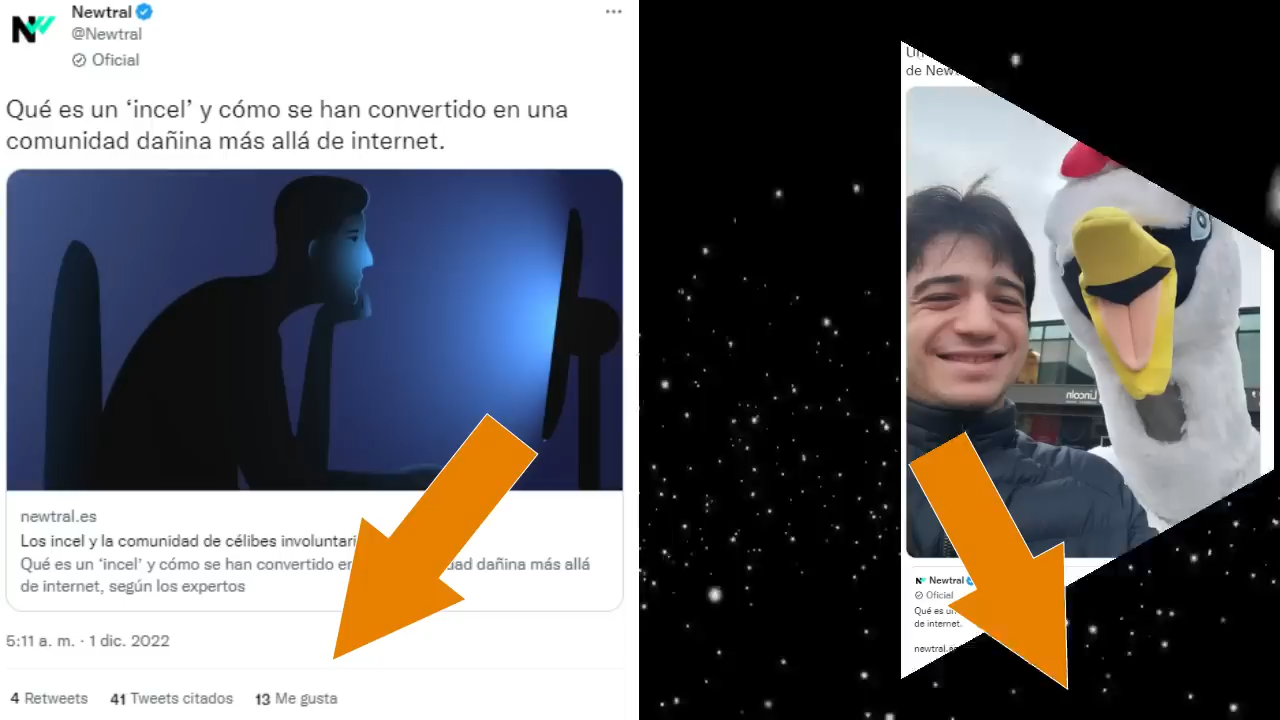 Newtral
@Newtral
Oficial
Qué es un ‘incel’ y cómo se han convertido en una
comunidad dañina más allá de internet.
newtral.es
Los incel y la comunidad de célibes involuntari
Qué es un ‘incel’ y cómo se han convertido en dad dañina más allá
de internet, según los expertos
5:11 a. m. · 1 dic. 2022
4 Retweets 41 Tweets citados 13 Me gusta
de New
Lincoln
Newtral
Oficial
Qué es un
de internet.
newtral.es